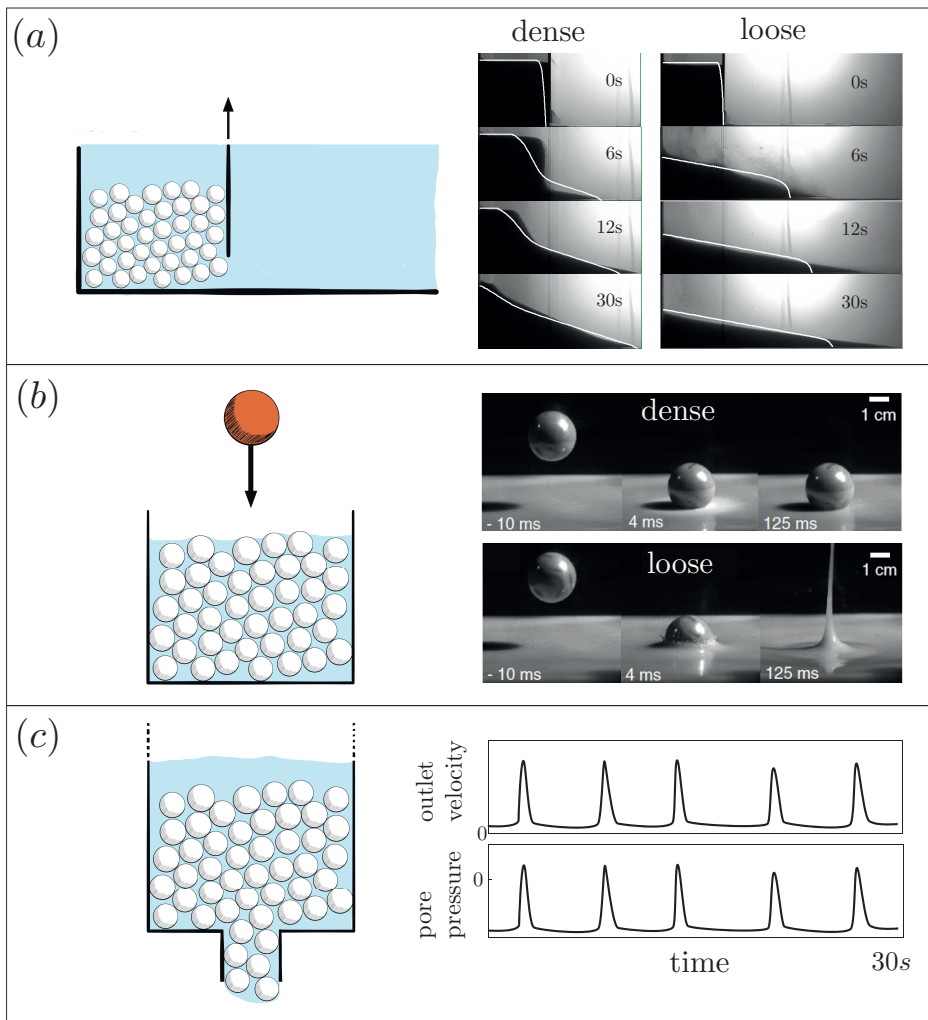 (a)
dense
loose
0s
0s
6s
6s
12s
12s
30s
30s
(b)
dense
1 cm
- 10 ms
4 ms
125 ms
loose
1 cm
- 10 ms
4 ms
125 ms
(c)
outlet
velocity
0
pore
pressure
0
time
30s